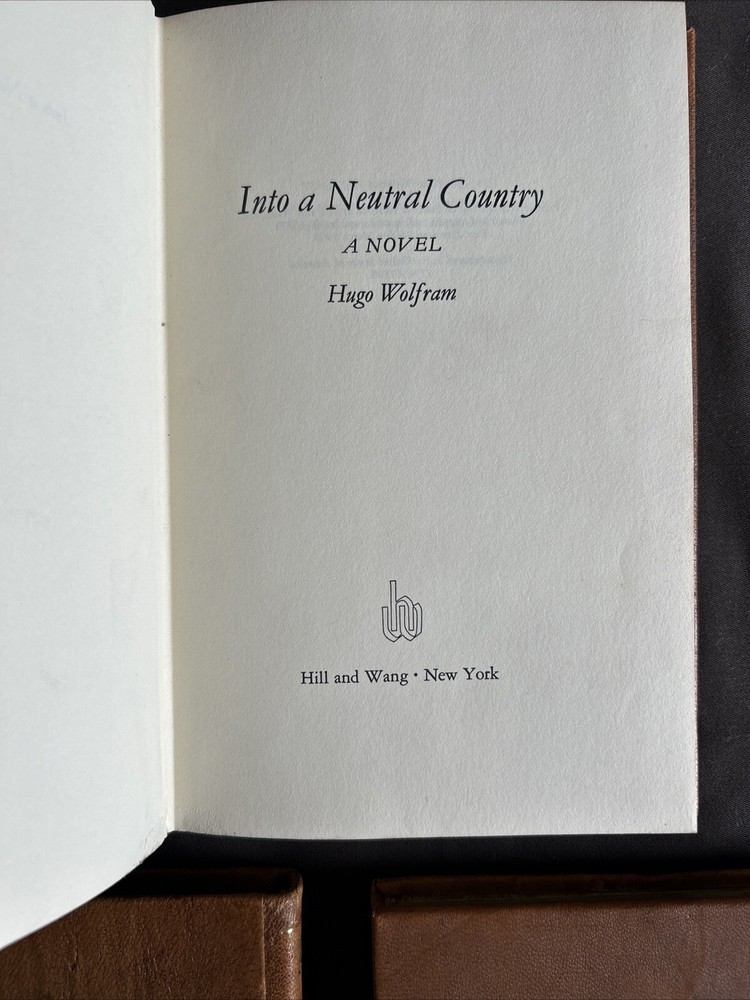 Into a Neutral Country
A NOVEL
Hugo Wolfram
Hill and Wang • New York